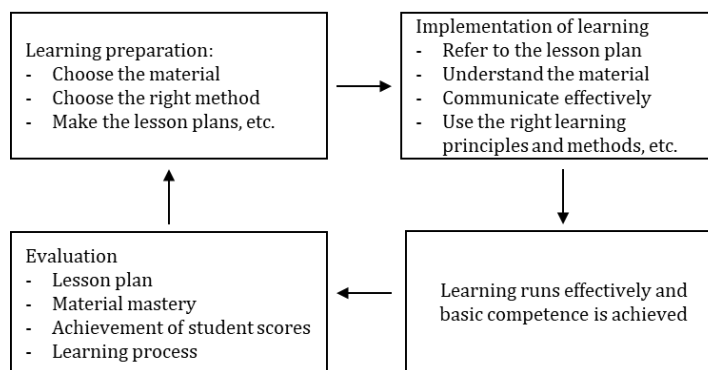 Learning preparation:
- Choose the material
- Choose the right method
- Make the lesson plans, etc.
Implementation of learning
- Refer to the lesson plan
- Understand the material
- Communicate effectively
- Use the right learning
principles and methods, etc.
Evaluation
- Lesson plan
- Material mastery
- Achievement of student scores
- Learning process
Learning runs effectively and
basic competence is achieved